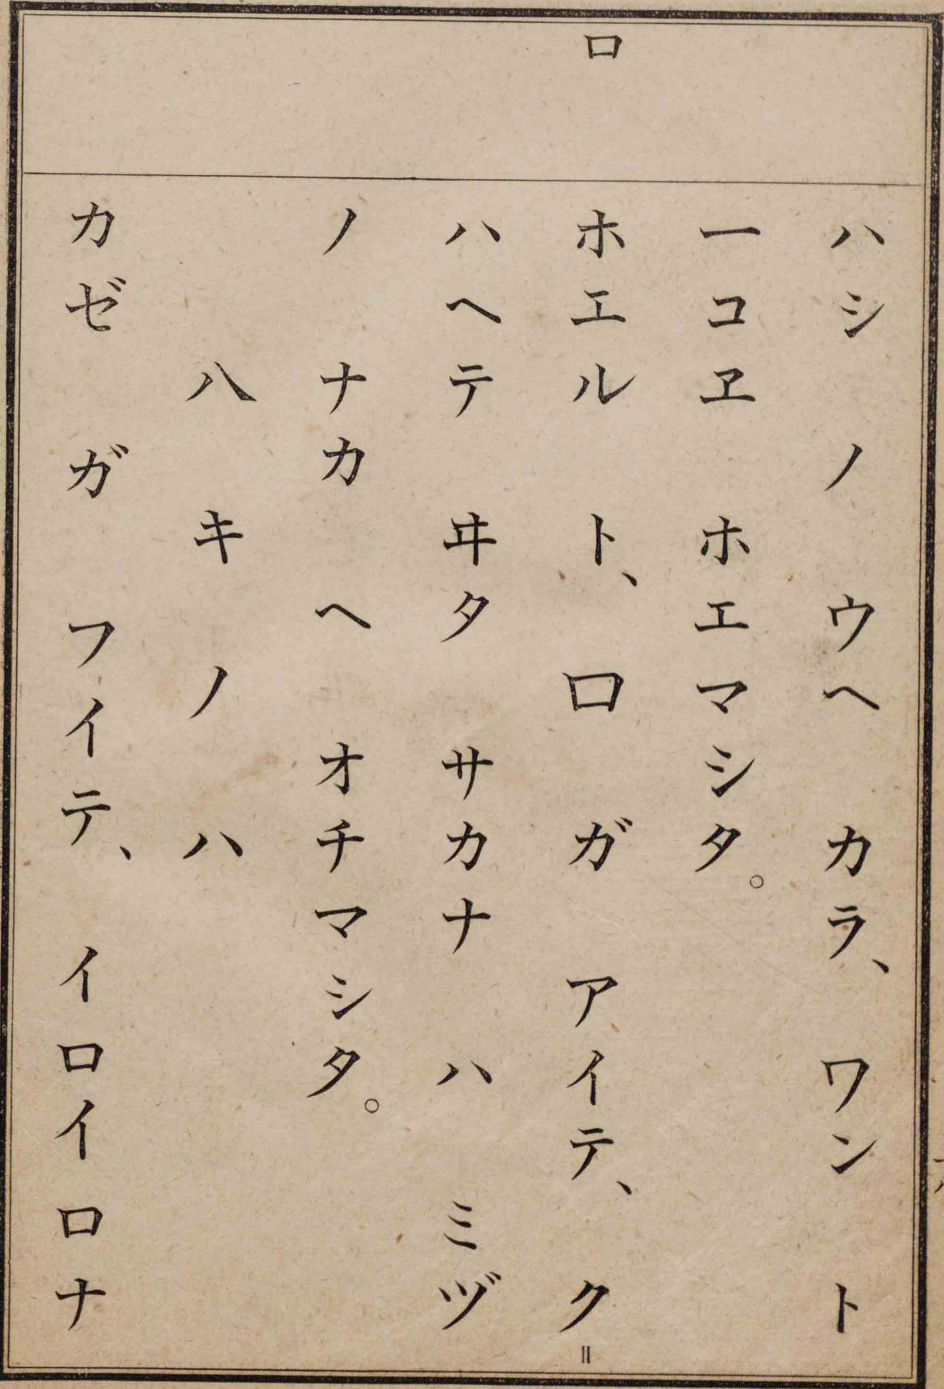 口
ハシ ノ ウヘ カラ、 ワン ト
一コヱ ホエマシタ。
ホエル ト、 口 ガ アイテ、 ク＝
ハヘテ ヰタ サカナ ハ ミヅ
ノ ナカ ヘ オチマシタ。
八 キ ノ ハ
カゼ ガ フイテ、 イロイロナ